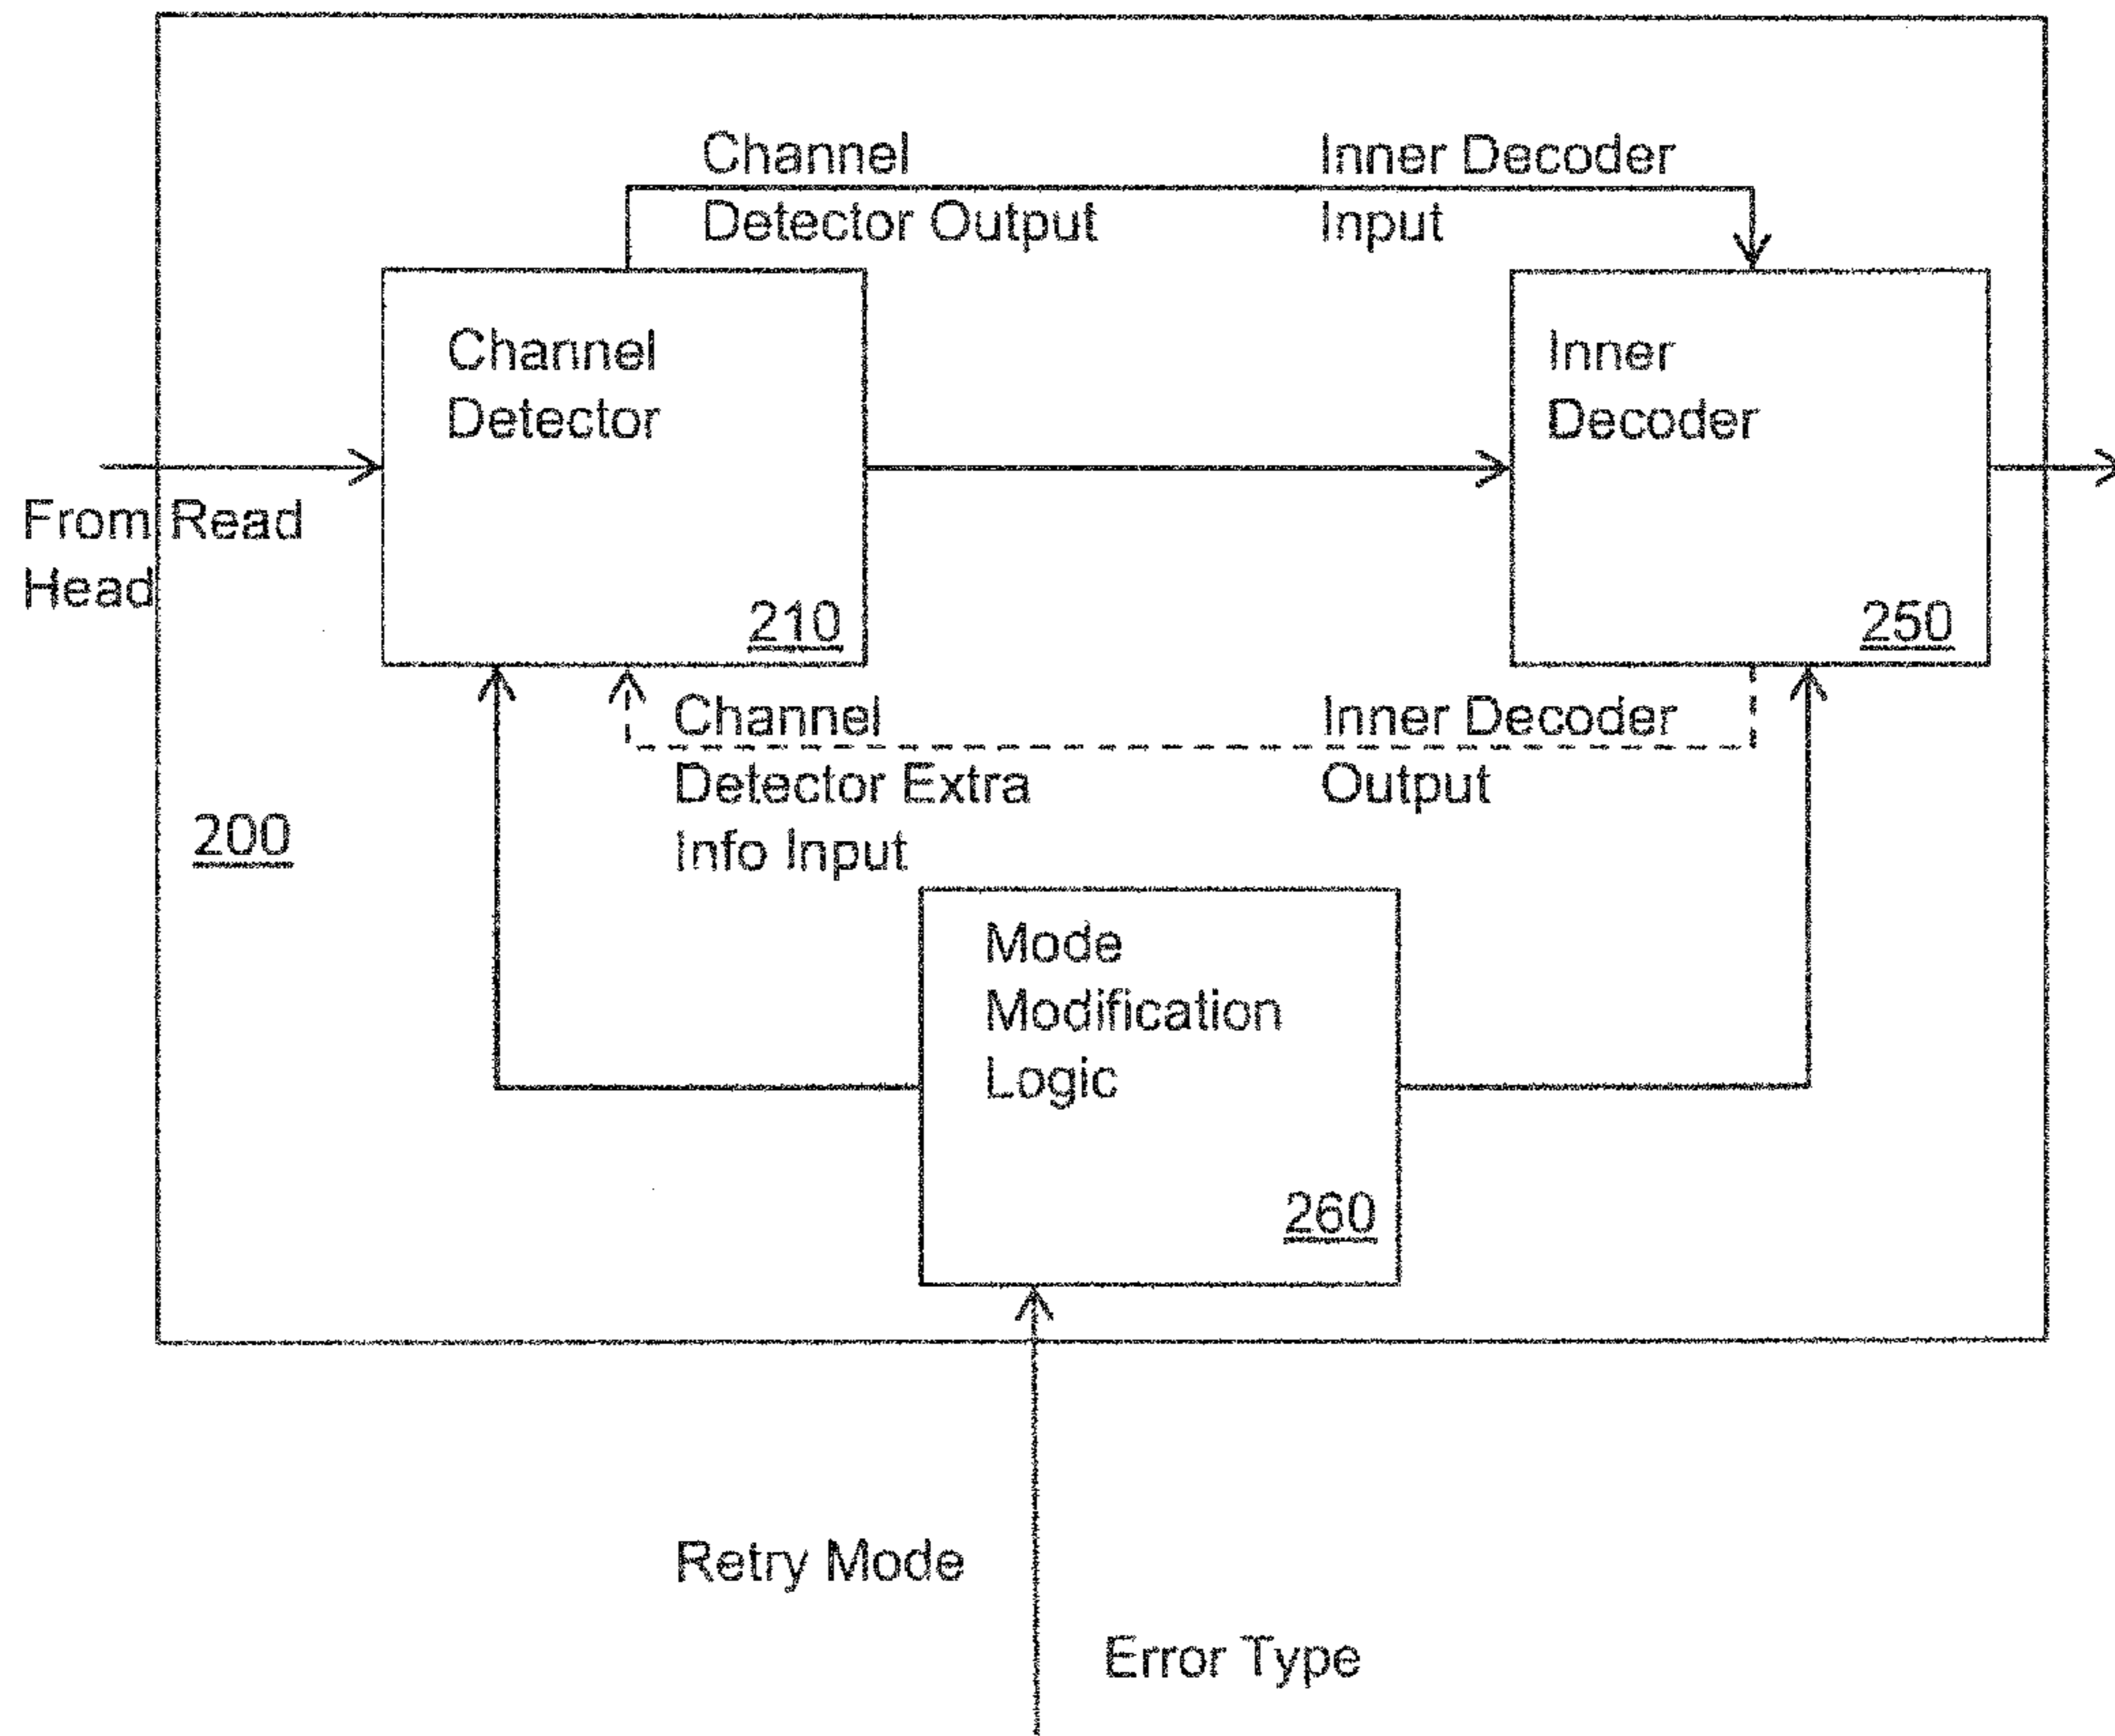 Channel
Detector Output
Inner Decoder
Input
Channel
Detector
210
Inner
Decoder
250
From Read
Head
Channel
Detector Extra
Info Input
Inner Decoder
Output
200
Mode
Modification
Logic
260
Retry Mode
Error Type